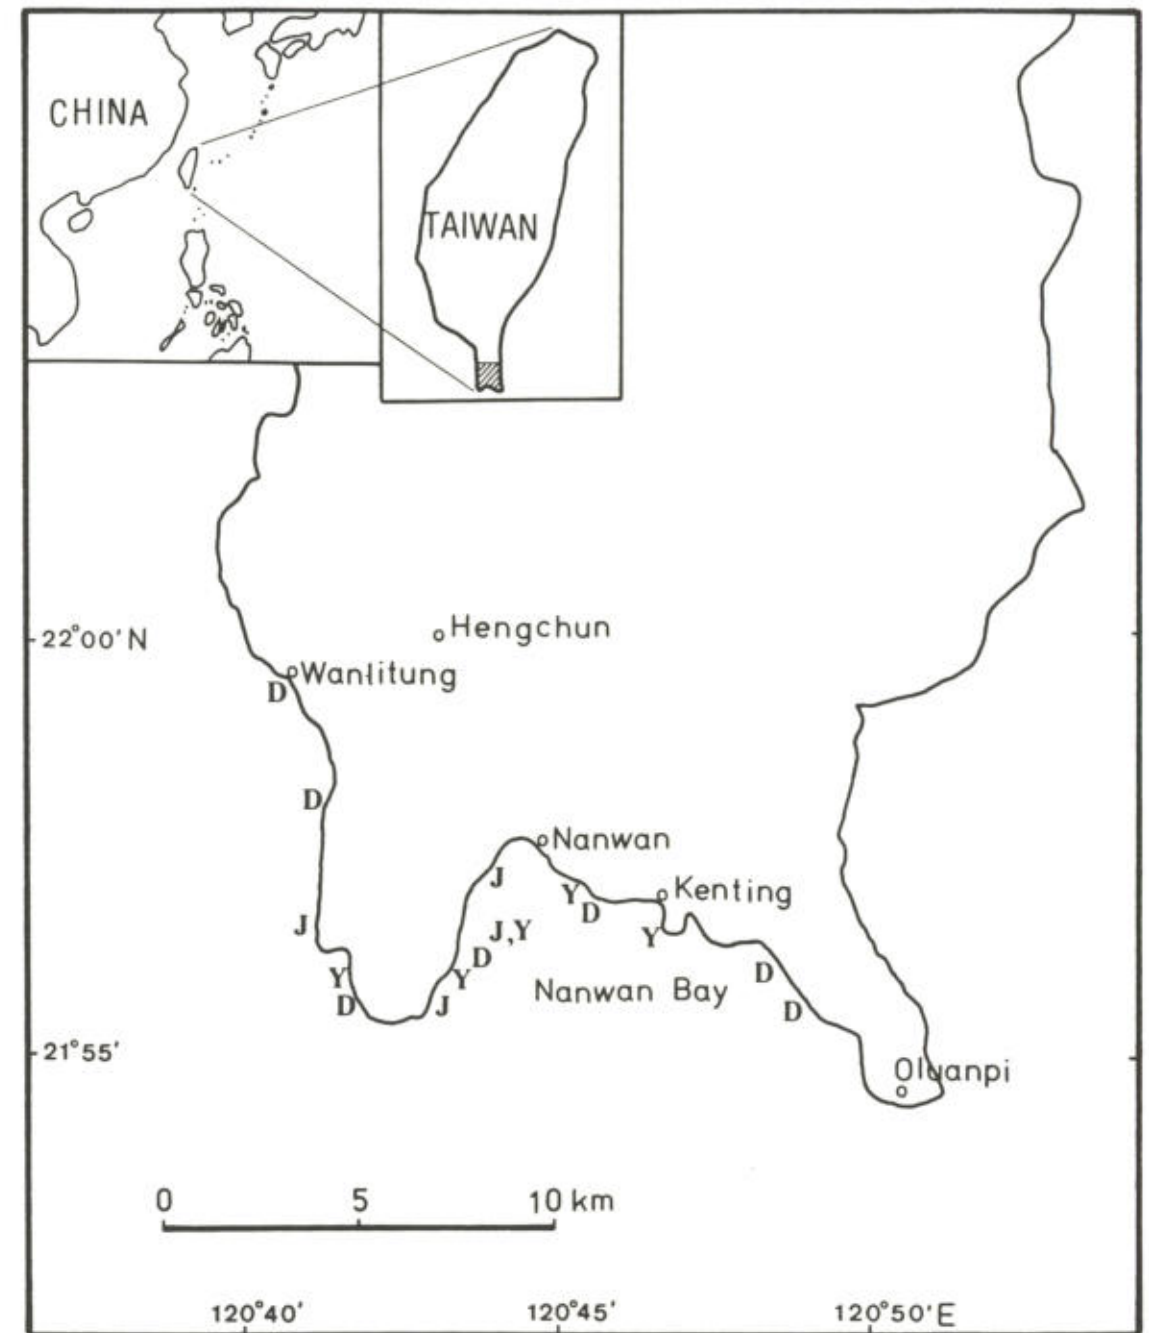 CHINA
TAIWAN
22°00'N
Hengchun
Wanlitung
D
D
Nanwan
J
Y
D
Kenting
J
J,Y
Y
D
Y
Y
D
J
D
Nanwan Bay
D
D
21°55'
Oluanpi
0 5 10 km
120°40' 120°45' 120°50'E